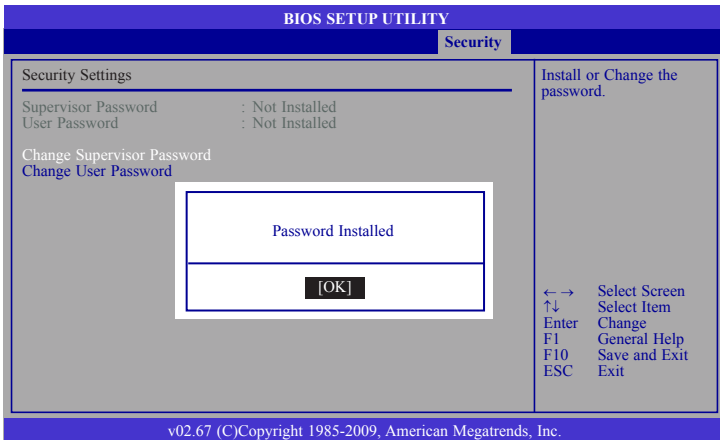 BIOS SETUP UTILITY
Security
Security Settings
Supervisor Password : Not Installed
User Password : Not Installed
Change Supervisor Password
Change User Password
Password Installed
[OK]
Install or Change the
password.
←→ Select Screen
↑↓ Select Item
Enter Change
F1 General Help
F10 Save and Exit
ESC Exit
v02.67 (C)Copyright 1985-2009, American Megatrends, Inc.